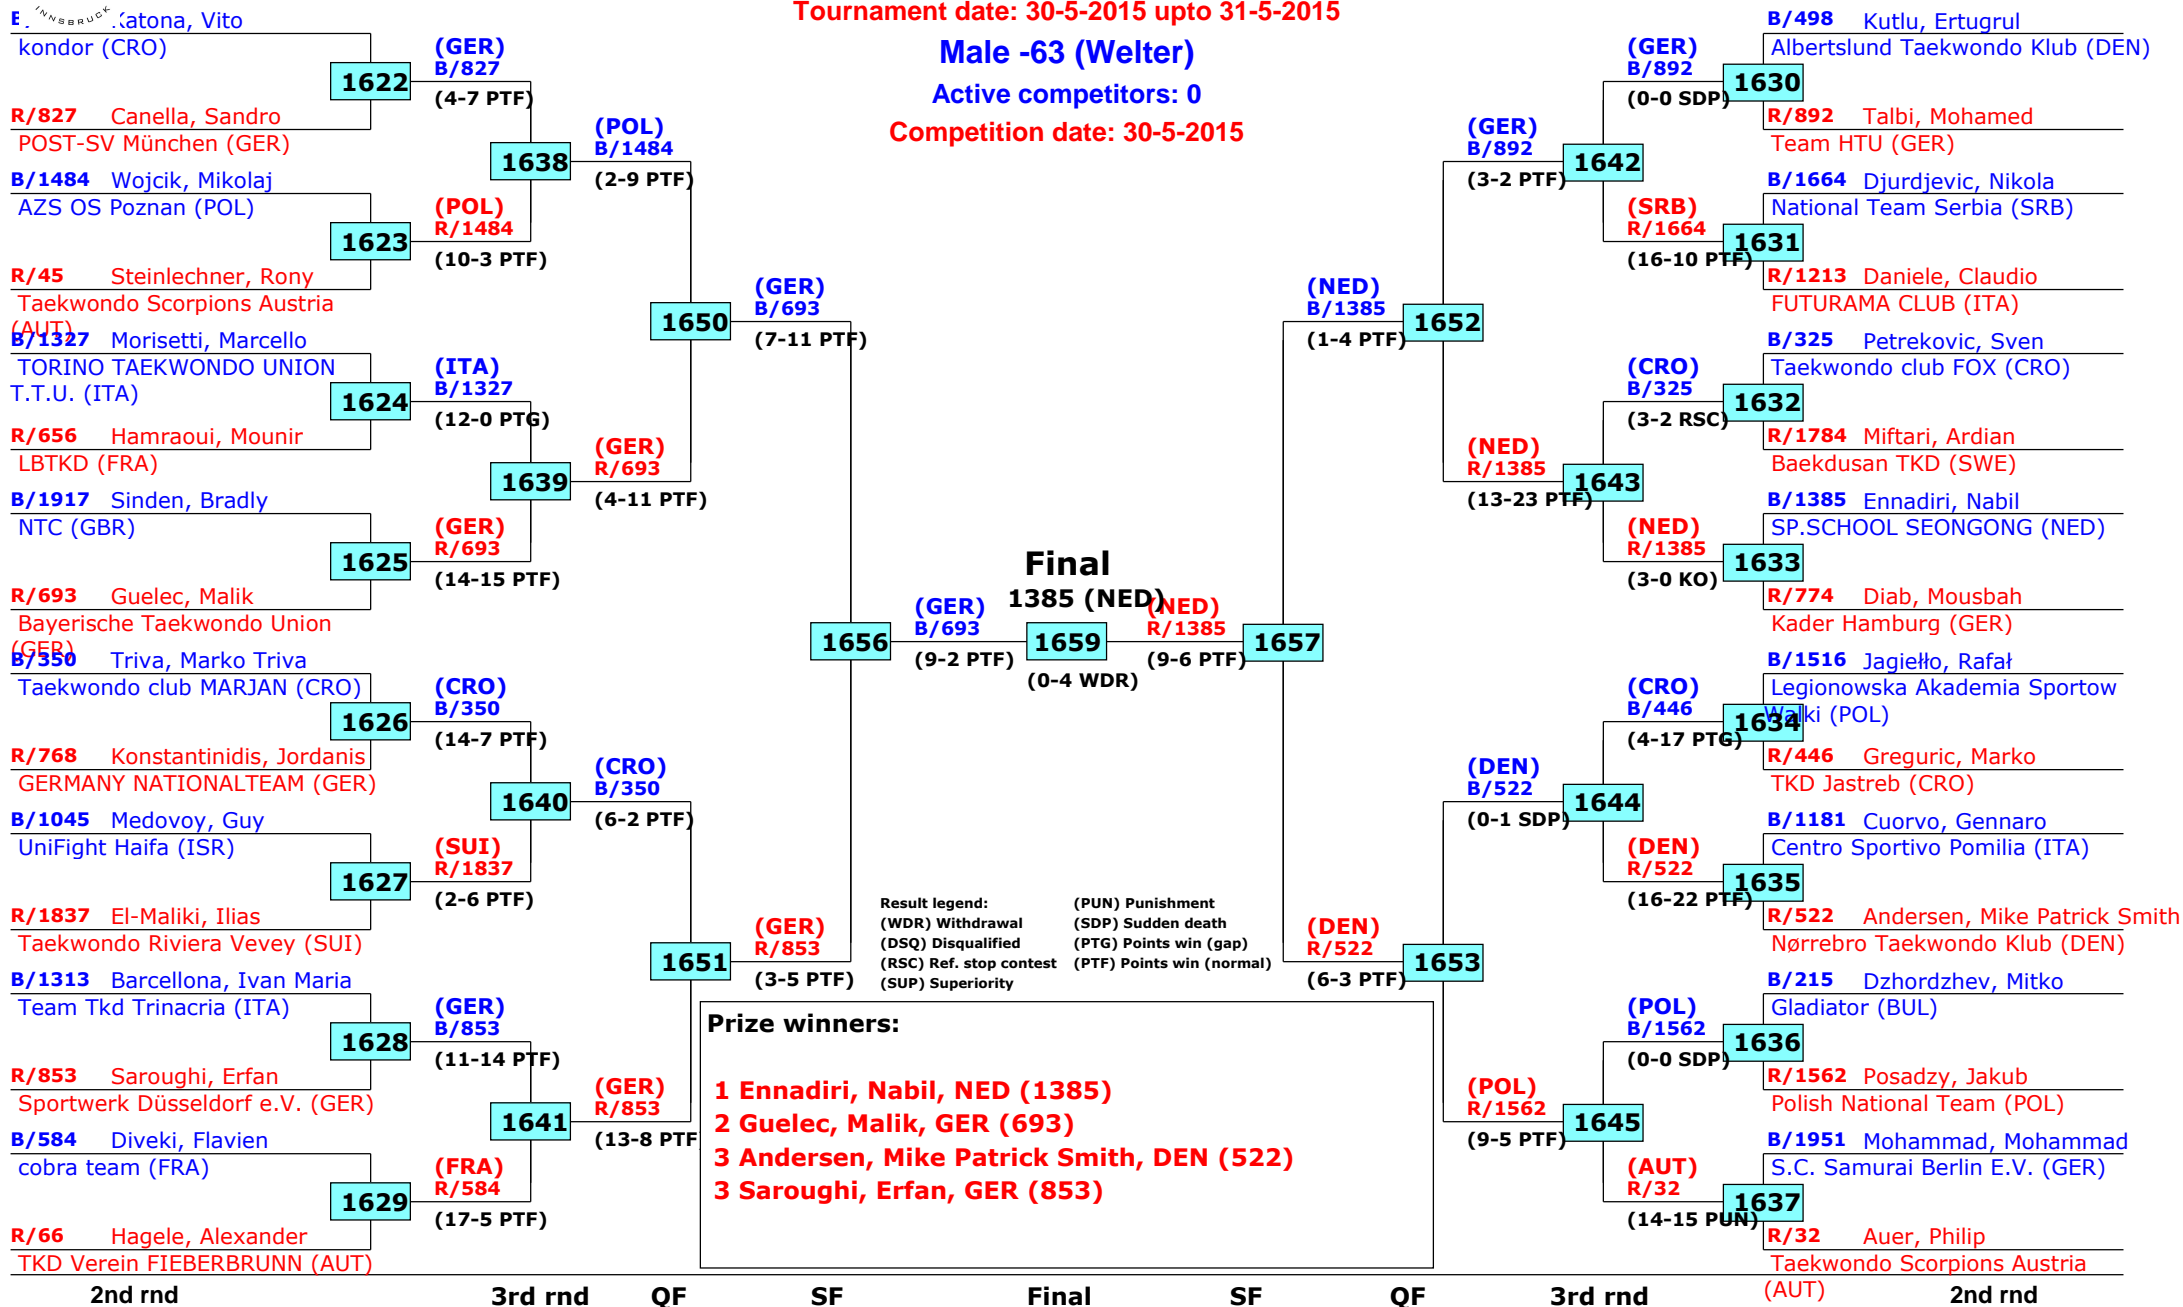 INNSBRUCK
Tournament date: 30-5-2015 upto 31-5-2015
Male -63 (Welter)
Active competitors: 0
Competition date: 30-5-2015
Katona, Vito
kondor (CRO)
1622
R/827 Canella, Sandro
POST-SV München (GER)
B/1484 Wojcik, Mikolaj
AZS OS Poznan (POL)
1623
R/45 Steinlechner, Rony
Taekwondo Scorpions Austria
(AUT)
B/1327 Morisetti, Marcello
TORINO TAEKWONDO UNION
T.T.U. (ITA)
1624
R/656 Hamraoui, Mounir
LBTKD (FRA)
B/1917 Sinden, Bradly
NTC (GBR)
1625
R/693 Guelec, Malik
Bayerische Taekwondo Union
(GER)
B/350 Triva, Marko Triva
Taekwondo club MARJAN (CRO)
1626
R/768 Konstantinidis, Jordanis
GERMANY NATIONALTEAM (GER)
B/1045 Medovoy, Guy
UniFight Haifa (ISR)
1627
R/1837 El-Maliki, Ilias
Taekwondo Riviera Vevey (SUI)
B/1313 Barcellona, Ivan Maria
Team Tkd Trinacria (ITA)
1628
R/853 Saroughi, Erfan
Sportwerk Düsseldorf e.V. (GER)
B/584 Diveki, Flavien
cobra team (FRA)
1629
R/66 Hagele, Alexander
TKD Verein FIEBERBRUNN (AUT)
(GER)
B/827
(4-7 PTF)
1638
(POL)
R/1484
(10-3 PTF)
(ITA)
B/1327
(12-0 PTG)
1639
(GER)
R/693
(14-15 PTF)
(CRO)
B/350
(14-7 PTF)
1640
(SUI)
R/1837
(2-6 PTF)
(GER)
B/853
(11-14 PTF)
1641
(FRA)
R/584
(17-5 PTF)
(POL)
B/1484
(2-9 PTF)
1650
(GER)
R/693
(4-11 PTF)
(CRO)
B/350
(6-2 PTF)
1651
(GER)
R/853
(13-8 PTF
(GER)
B/693
(7-11 PTF)
1656
(GER)
R/853
(3-5 PTF)
(GER)
B/693
(9-2 PTF)
Final
1385 (NED)
1659
(0-4 WDR)
(NED)
R/1385
(9-6 PTF)
1657
(NED)
B/1385
(1-4 PTF)
1652
(DEN)
R/522
(6-3 PTF)
1653
(GER)
B/892
(3-2 PTF)
1642
(NED)
R/1385
(13-23 PTF)
1643
(DEN)
B/522
(0-1 SDP)
1644
(POL)
R/1562
(9-5 PTF)
1645
(GER)
B/892
(0-0 SDP)
(SRB)
R/1664
(16-10 PTF)
(CRO)
B/325
(3-2 RSC)
(NED)
R/1385
(3-0 KO)
(CRO)
B/446
(4-17 PTG)
(DEN)
R/522
(16-22 PTF)
(POL)
B/1562
(0-0 SDP)
(AUT)
R/32
(14-15 PUN)
B/498 Kutlu, Ertugrul
Albertslund Taekwondo Klub (DEN)
1630
R/892 Talbi, Mohamed
Team HTU (GER)
B/1664 Djurdjevic, Nikola
National Team Serbia (SRB)
1631
R/1213 Daniele, Claudio
FUTURAMA CLUB (ITA)
B/325 Petrekovic, Sven
Taekwondo club FOX (CRO)
1632
R/1784 Miftari, Ardian
Baekdusan TKD (SWE)
B/1385 Ennadiri, Nabil
SP.SCHOOL SEONGONG (NED)
1633
R/774 Diab, Mousbah
Kader Hamburg (GER)
B/1516 Jagiełło, Rafał
Legionowska Akademia Sportow
Walki (POL)
1634
R/446 Greguric, Marko
TKD Jastreb (CRO)
B/1181 Cuorvo, Gennaro
Centro Sportivo Pomilia (ITA)
1635
R/522 Andersen, Mike Patrick Smith
Nørrebro Taekwondo Klub (DEN)
B/215 Dzhordzhev, Mitko
Gladiator (BUL)
1636
R/1562 Posadzy, Jakub
Polish National Team (POL)
B/1951 Mohammad, Mohammad
S.C. Samurai Berlin E.V. (GER)
1637
R/32 Auer, Philip
Taekwondo Scorpions Austria
(AUT)
Result legend:
(WDR) Withdrawal
(DSQ) Disqualified
(RSC) Ref. stop contest
(SUP) Superiority
(PUN) Punishment
(SDP) Sudden death
(PTG) Points win (gap)
(PTF) Points win (normal)
Prize winners:
1 Ennadiri, Nabil, NED (1385)
2 Guelec, Malik, GER (693)
3 Andersen, Mike Patrick Smith, DEN (522)
3 Saroughi, Erfan, GER (853)
2nd rnd 3rd rnd QF SF Final SF QF 3rd rnd 2nd rnd